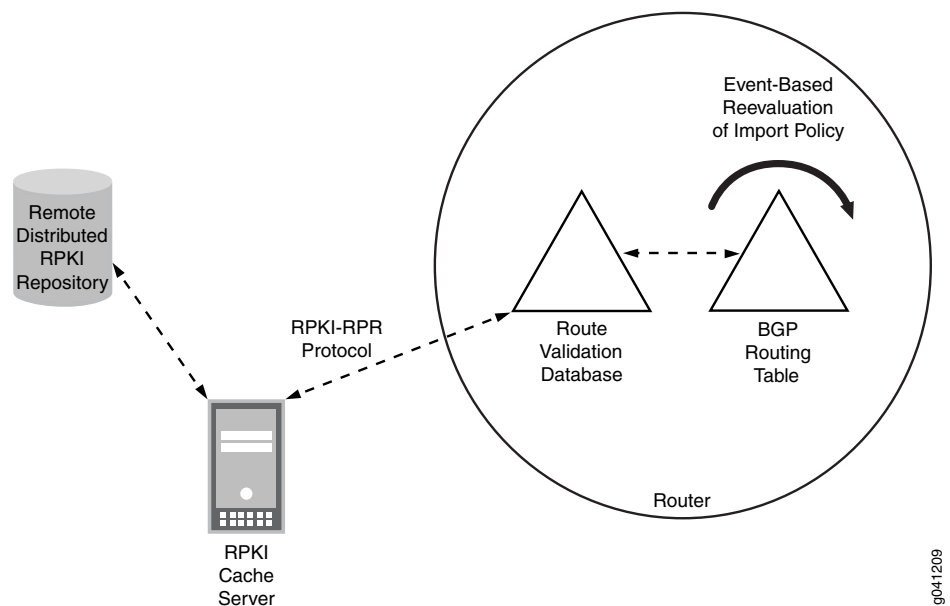 Event-Based
Reevaluation
of Import Policy
Remote
Distributed
RPKI
Repository
RPKI-RPR
Protocol
Route
Validation
Database
BGP
Routing
Table
Router
RPKI
Cache
Server
g041209